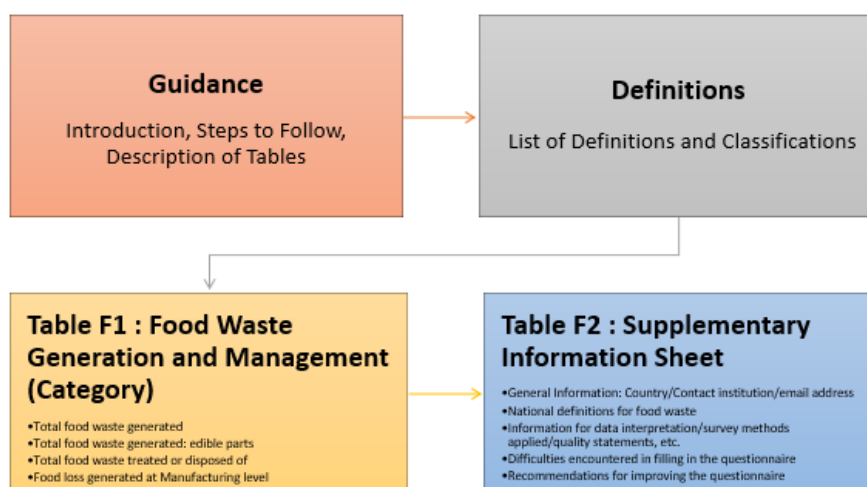 Guidance
Introduction, Steps to Follow,
Description of Tables
Definitions
List of Definitions and Classifications
Table F1 : Food Waste
Generation and Management
(Category)
•Total food waste generated
•Total food waste generated: edible parts
•Total food waste treated or disposed of
•Food loss generated at Manufacturing level
Table F2 : Supplementary
Information Sheet
•General Information: Country/Contact institution/email address
•National definitions for food waste
•Information for data interpretation/survey methods
applied/quality statements, etc.
•Difficulties encountered in filling in the questionnaire
•Recommendations for improving the questionnaire